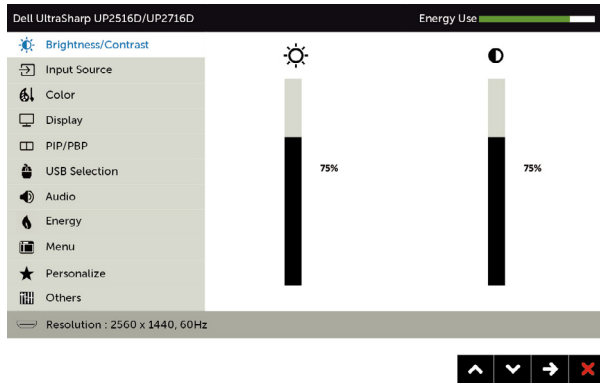 Dell UltraSharp UP2516D/UP2716D Energy Use
Brightness/Contrast
Input Source
Color
Display
PIP/PBP
USB Selection
75% 75%
Audio
Energy
Menu
Personalize
Others
Resolution : 2560 x 1440, 60Hz